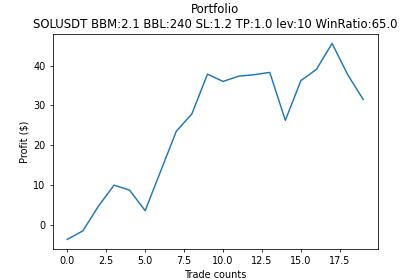 Portfolio
SOLUSDT BBM:2.1 BBL:240 SL:1.2 TP:1.0 lev:10 WinRatio:65.0
40
30
20
10
0
Profit ($)
0.0 2.5 5.0 7.5 10.0 12.5 15.0 17.5
Trade counts